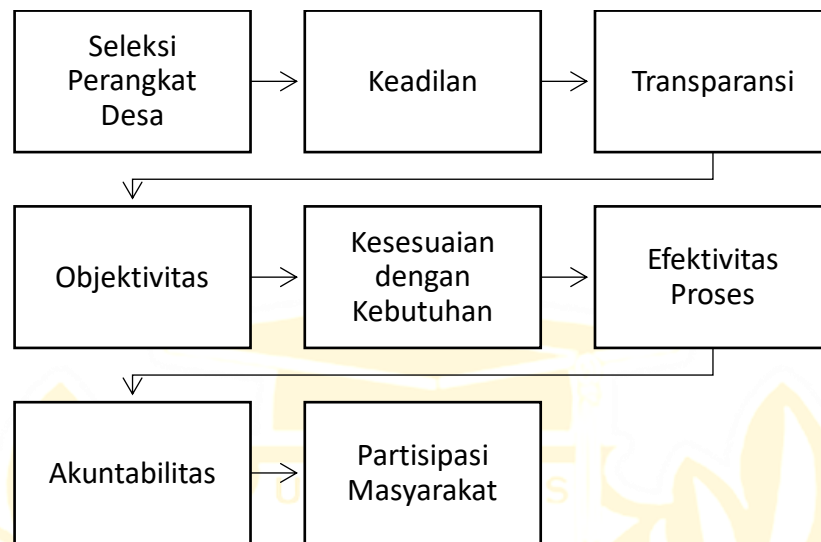 Seleksi
Perangkat
Desa
Keadilan
Transparansi
Objektivitas
Kesesuaian
dengan
Kebutuhan
Efektivitas
Proses
Akuntabilitas
Partisipasi
Masyarakat